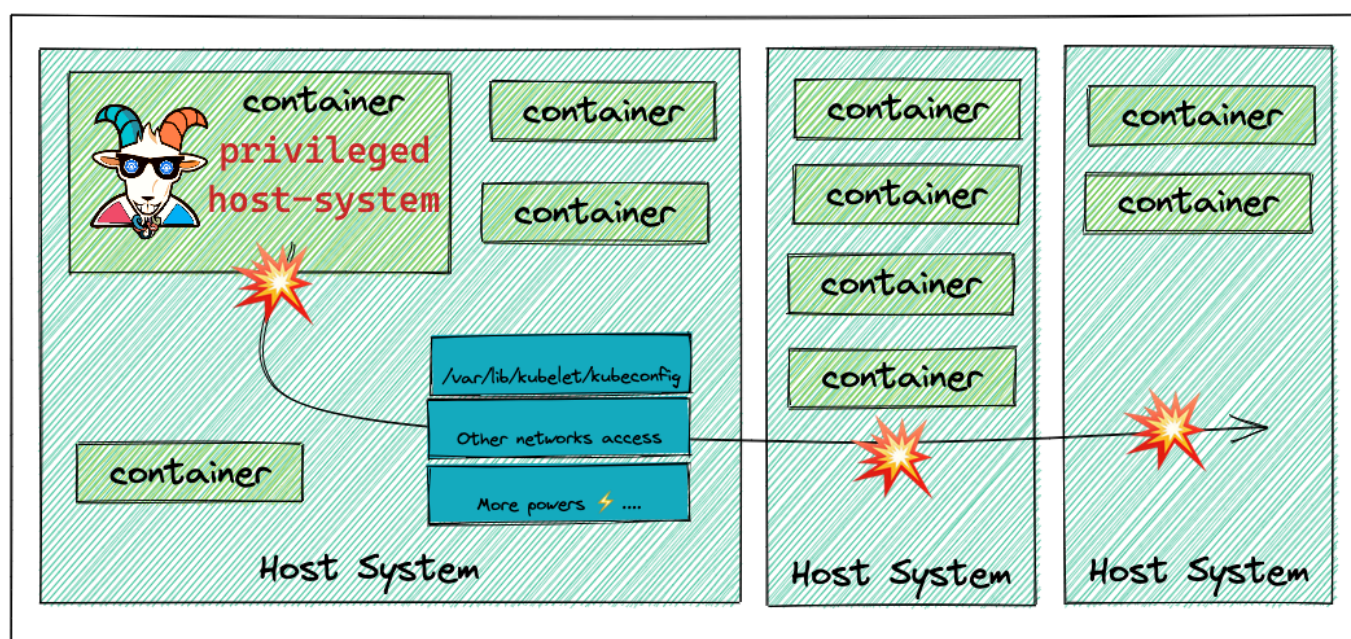 container
privileged
host-system
container
container
/var/lib/kubelet/kubeconfig
Other networks access
More powers ⚡ ....
container
Host System
container
container
container
container
Host System
container
container
Host System